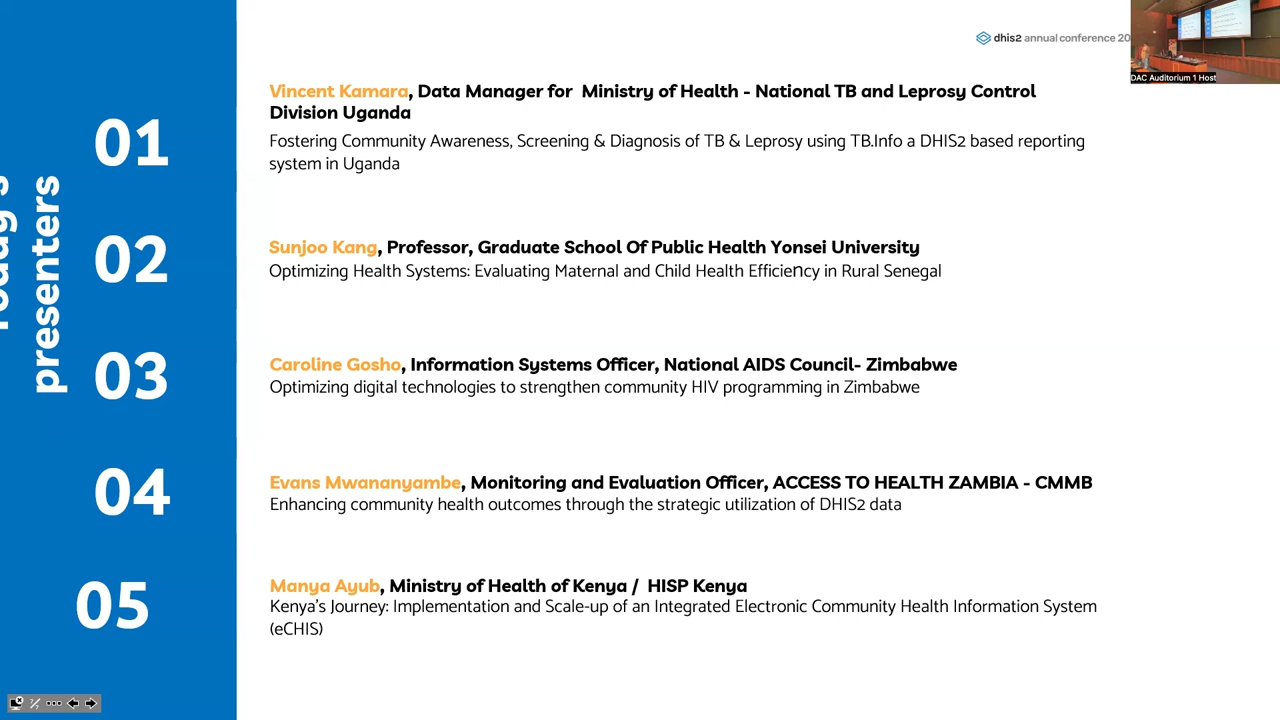 dhis2 annual conference 20
DAC Auditorium 1 Host
presenters
01
Vincent Kamara, Data Manager for Ministry of Health - National TB and Leprosy Control
Division Uganda
Fostering Community Awareness, Screening & Diagnosis of TB & Leprosy using TB.Info a DHIS2 based reporting
system in Uganda
02
Sunjoo Kang, Professor, Graduate School Of Public Health Yonsei University
Optimizing Health Systems: Evaluating Maternal and Child Health Efficiency in Rural Senegal
03
Caroline Gosho, Information Systems Officer, National AIDS Council- Zimbabwe
Optimizing digital technologies to strengthen community HIV programming in Zimbabwe
04
Evans Mwananyambe, Monitoring and Evaluation Officer, ACCESS TO HEALTH ZAMBIA - CMMB
Enhancing community health outcomes through the strategic utilization of DHIS2 data
05
Manya Ayub, Ministry of Health of Kenya / HISP Kenya
Kenya's Journey: Implementation and Scale-up of an Integrated Electronic Community Health Information System
(eCHIS)